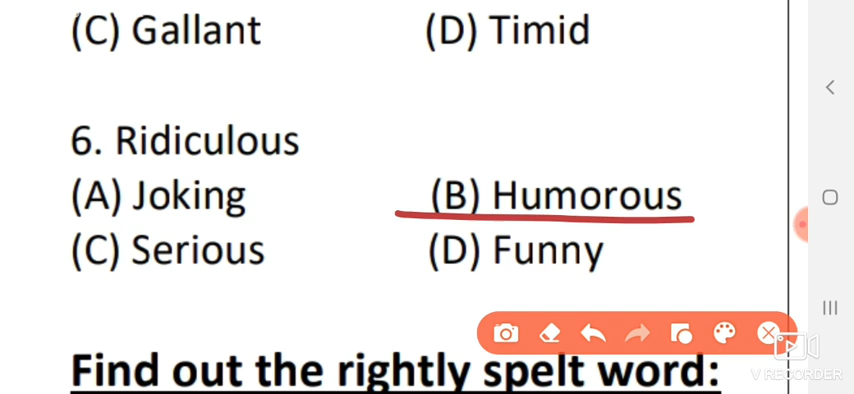 (C) Gallant (D) Timid
6. Ridiculous
(A) Joking (B) Humorous
(C) Serious (D) Funny
Find out the rightly spelt word:
V RECORDER